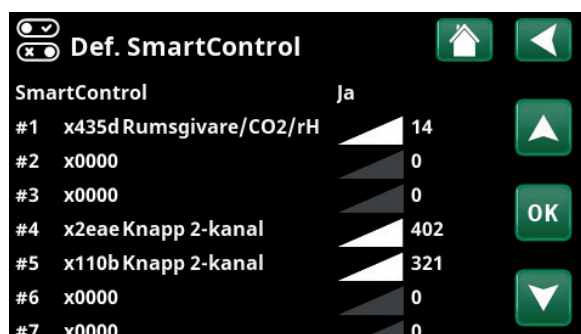 Def. SmartControl
SmartControl Ja
#1 x435d Rumsgivare/CO2/rH 14
#2 x0000 0
#3 x0000 0
#4 x2eae Knapp 2-kanal 402
#5 x110b Knapp 2-kanal 321
#6 x0000 0
#7 x0000 0
OK